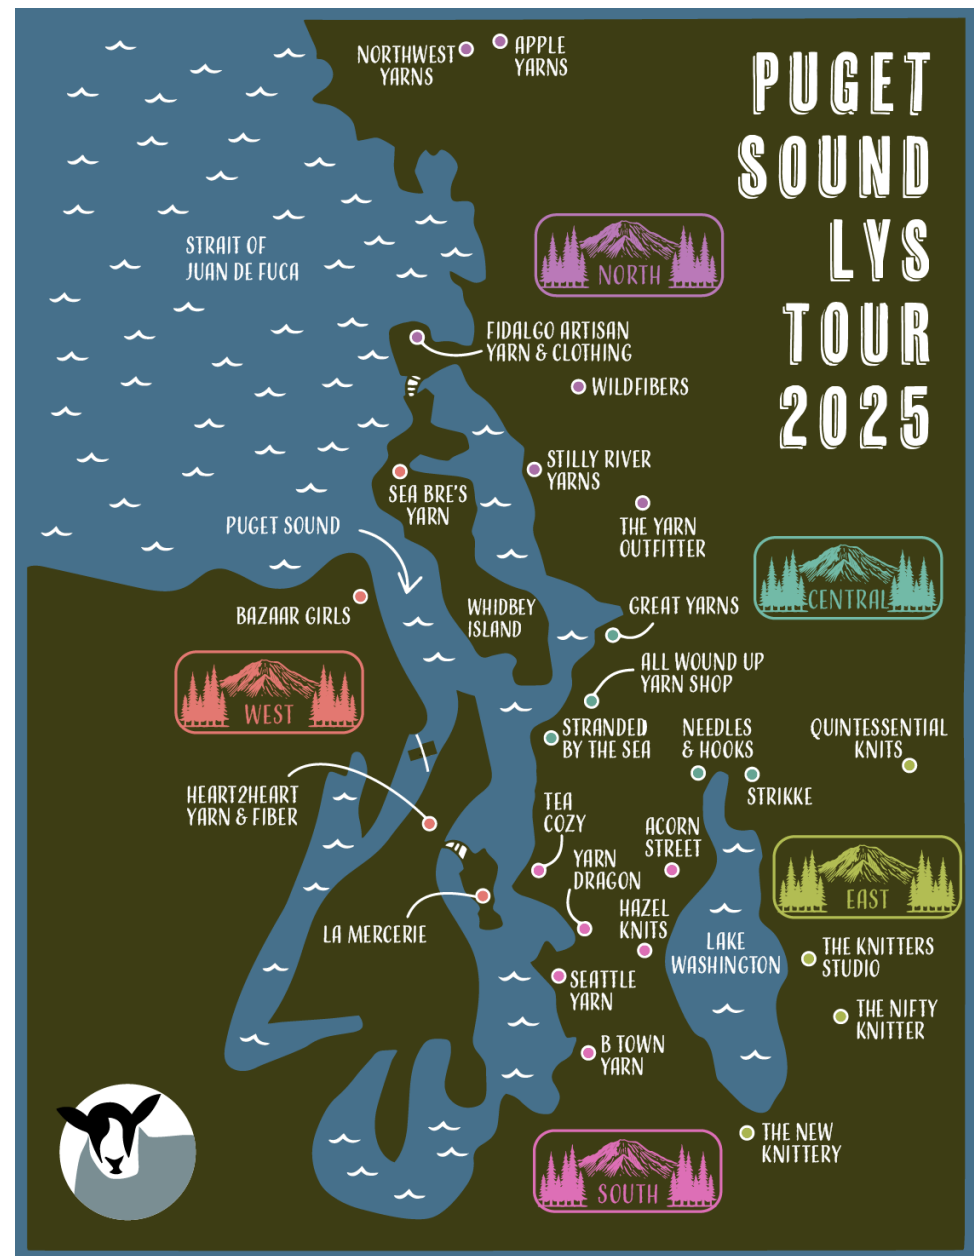 PUGET
SOUND
LYS
TOUR
2025
NORTHWEST
YARNS
APPLE
YARNS
STRAIT OF
JUAN DE FUCA
NORTH
FIDALGO ARTISAN
YARN & CLOTHING
WILDFIBERS
STILLY RIVER
YARNS
SEA BRE'S
YARN
THE YARN
OUTFITTER
PUGET SOUND
CENTRAL
BAZAAR GIRLS
WHIDBEY
ISLAND
GREAT YARNS
ALL WOUND UP
YARN SHOP
WEST
STRANDED
BY THE SEA
NEEDLES
& HOOKS
QUINTESSENTIAL
KNITS
STRIKKE
HEART2HEART
YARN & FIBER
TEA
COZY
ACORN
STREET
YARN
DRAGON
EAST
HAZEL
KNITS
LA MERCERIE
LAKE
WASHINGTON
THE KNITTERS
STUDIO
SEATTLE
YARN
THE NIFTY
KNITTER
B TOWN
YARN
THE NEW
KNITTERY
SOUTH